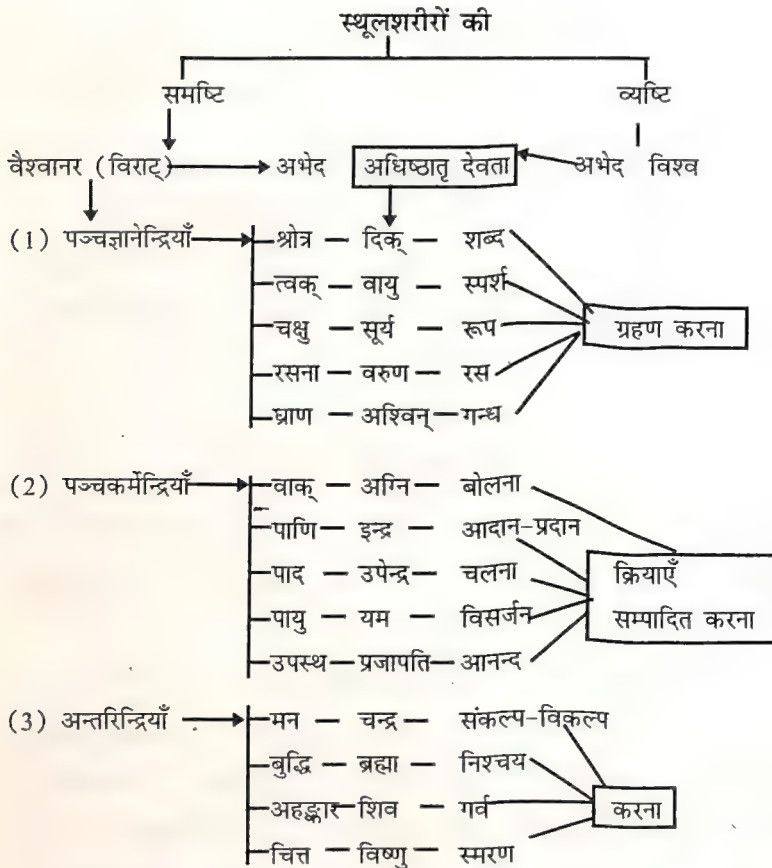 स्थूलशरीरों की
समष्टि व्यष्टि
वैश्वानर (विराट्) अभेद अधिष्ठातृ देवता अभेद विश्व
(1) पञ्चज्ञानेन्द्रियाँ श्रोत्र — दिक् — शब्द
त्वक् — वायु — स्पर्श
चक्षु — सूर्य — रूप ग्रहण करना
रसना — वरुण — रस
घ्राण — अश्विन् — गन्ध
(2) पञ्चकर्मेन्द्रियाँ वाक् — अग्नि — बोलना
पाणि — इन्द्र — आदान-प्रदान
पाद — उपेन्द्र — चलना क्रियाएँ
पायु — यम — विसर्जन सम्पादित करना
उपस्थ — प्रजापति — आनन्द
(3) अन्तरिन्द्रियाँ मन — चन्द्र — संकल्प-विकल्प
बुद्धि — ब्रह्मा — निश्चय
अहङ्कार — शिव — गर्व करना
चित्त — विष्णु — स्मरण